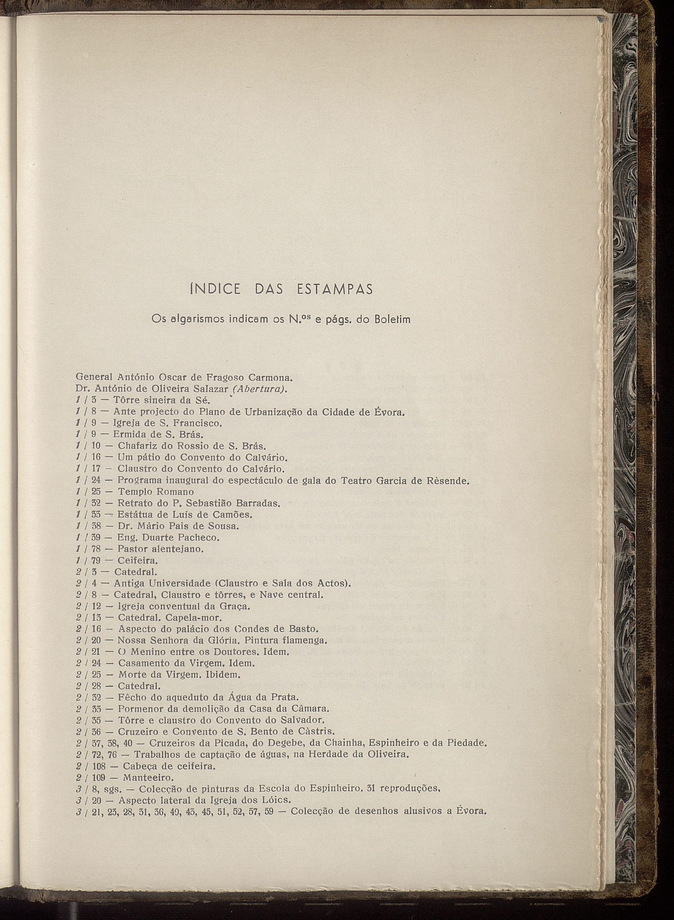 ÍNDICE DAS ESTAMPAS
Os algarismos indicam os N.os e págs. do Boletim
General António Oscar de Fragoso Carmona.
Dr. António de Oliveira Salazar (Abertura).
1 / 3 — Tôrre sineira da Sé.
1 / 8 — Ante projecto do Plano de Urbanização da Cidade de Évora.
1 / 9 — Igreja de S. Francisco.
1 / 9 — Ermida de S. Brás.
1 / 10 — Chafariz do Rossio de S. Brás.
1 / 16 — Um pátio do Convento do Calvário.
1 / 17 — Claustro do Convento do Calvário.
1 / 24 — Programa inaugural do espectáculo de gala do Teatro Garcia de Rèsende.
1 / 25 — Templo Romano
1 / 32 — Retrato do P. Sebastião Barradas.
1 / 33 — Estátua de Luís de Camões.
1 / 38 — Dr. Mário Pais de Sousa.
1 / 39 — Eng. Duarte Pacheco.
1 / 78 — Pastor alentejano.
1 / 79 — Ceifeira.
2 / 3 — Catedral.
2 / 4 — Antiga Universidade (Claustro e Sala dos Actos).
2 / 8 — Catedral, Claustro e tôrres, e Nave central.
2 / 12 — Igreja conventual da Graça.
2 / 13 — Catedral. Capela-mor.
2 / 16 — Aspecto do palácio dos Condes de Basto.
2 / 20 — Nossa Senhora da Glória. Pintura flamenga.
2 / 21 — O Menino entre os Doutores. Idem.
2 / 24 — Casamento da Virgem. Idem.
2 / 25 — Morte da Virgem. Ibidem.
2 / 28 — Catedral.
2 / 32 — Fêcho do aqueduto da Água da Prata.
2 / 33 — Pormenor da demolição da Casa da Câmara.
2 / 35 — Tôrre e claustro do Convento do Salvador.
2 / 36 — Cruzeiro e Convento de S. Bento de Càstris.
2 / 37, 38, 40 — Cruzeiros da Picada, do Degebe, da Chainha, Espinheiro e da Piedade.
2 / 72, 76 — Trabalhos de captação de águas, na Herdade da Oliveira.
2 / 108 — Cabeça de ceifeira.
2 / 109 — Manteeiro.
3 / 8, sgs. — Colecção de pinturas da Escola do Espinheiro. 31 reproduções.
3 / 20 — Aspecto lateral da Igreja dos Lóios.
3 / 21, 23, 28, 31, 36, 40, 43, 45, 51, 52, 57, 59 — Colecção de desenhos alusivos a Évora.